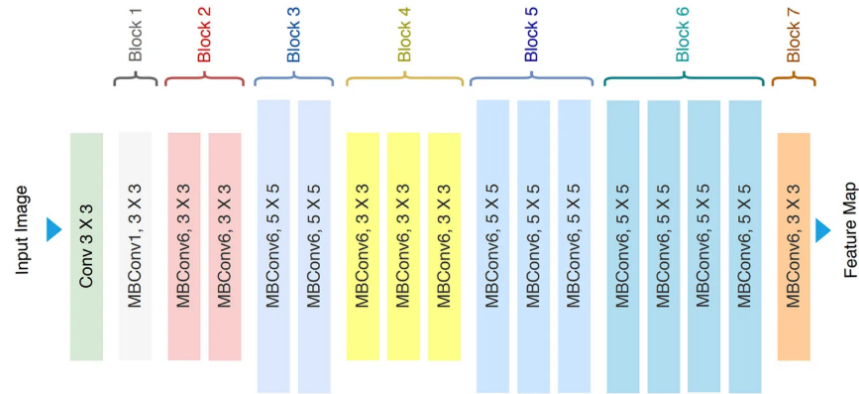 Block 1
Block 2
Block 3
Block 4
Block 5
Block 6
Block 7
Input Image
Conv 3 X 3
MBConv1, 3 X 3
MBConv6, 3 X 3
MBConv6, 3 X 3
MBConv6, 5 X 5
MBConv6, 5 X 5
MBConv6, 3 X 3
MBConv6, 3 X 3
MBConv6, 3 X 3
MBConv6, 5 X 5
MBConv6, 5 X 5
MBConv6, 5 X 5
MBConv6, 5 X 5
MBConv6, 5 X 5
MBConv6, 5 X 5
MBConv6, 5 X 5
MBConv6, 3 X 3
Feature Map